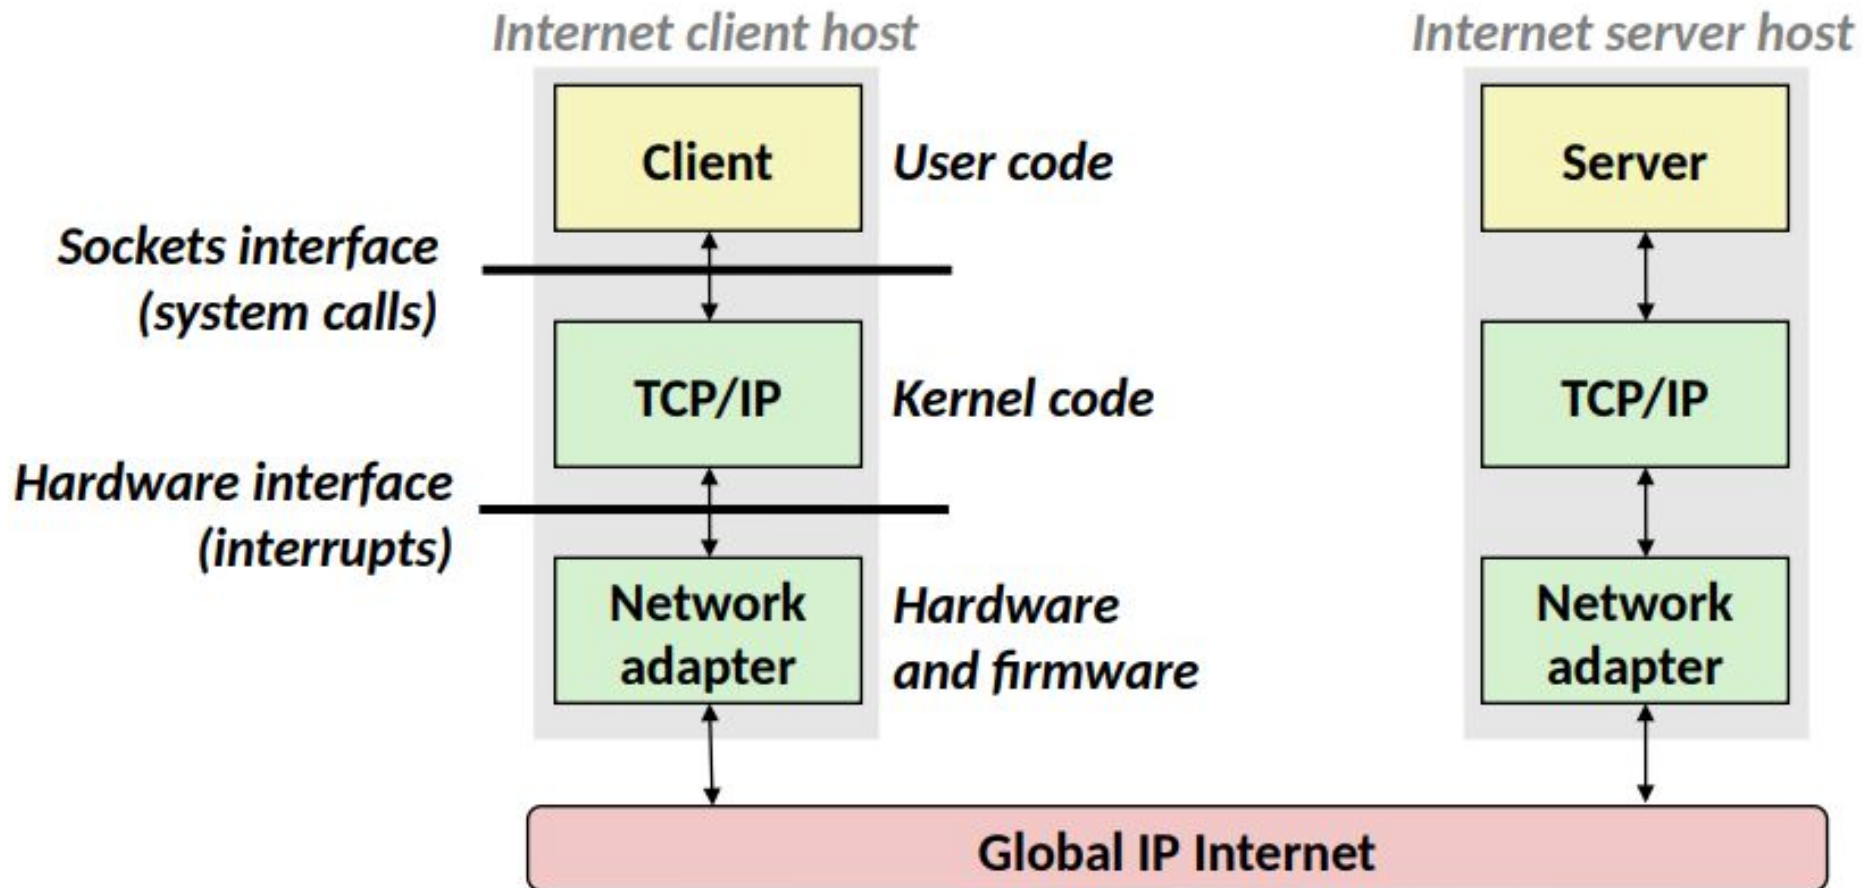 Internet client host
Internet server host
Client
User code
Server
Sockets interface
(system calls)
TCP/IP
Kernel code
TCP/IP
Hardware interface
(interrupts)
Network
adapter
Hardware
and firmware
Network
adapter
Global IP Internet